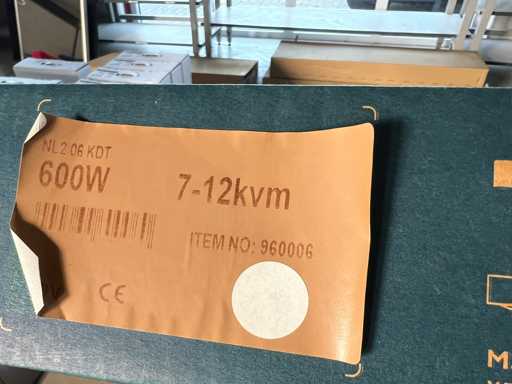 NL2 06 KDT
600W
7-12kvm
ITEM NO: 960006
CE